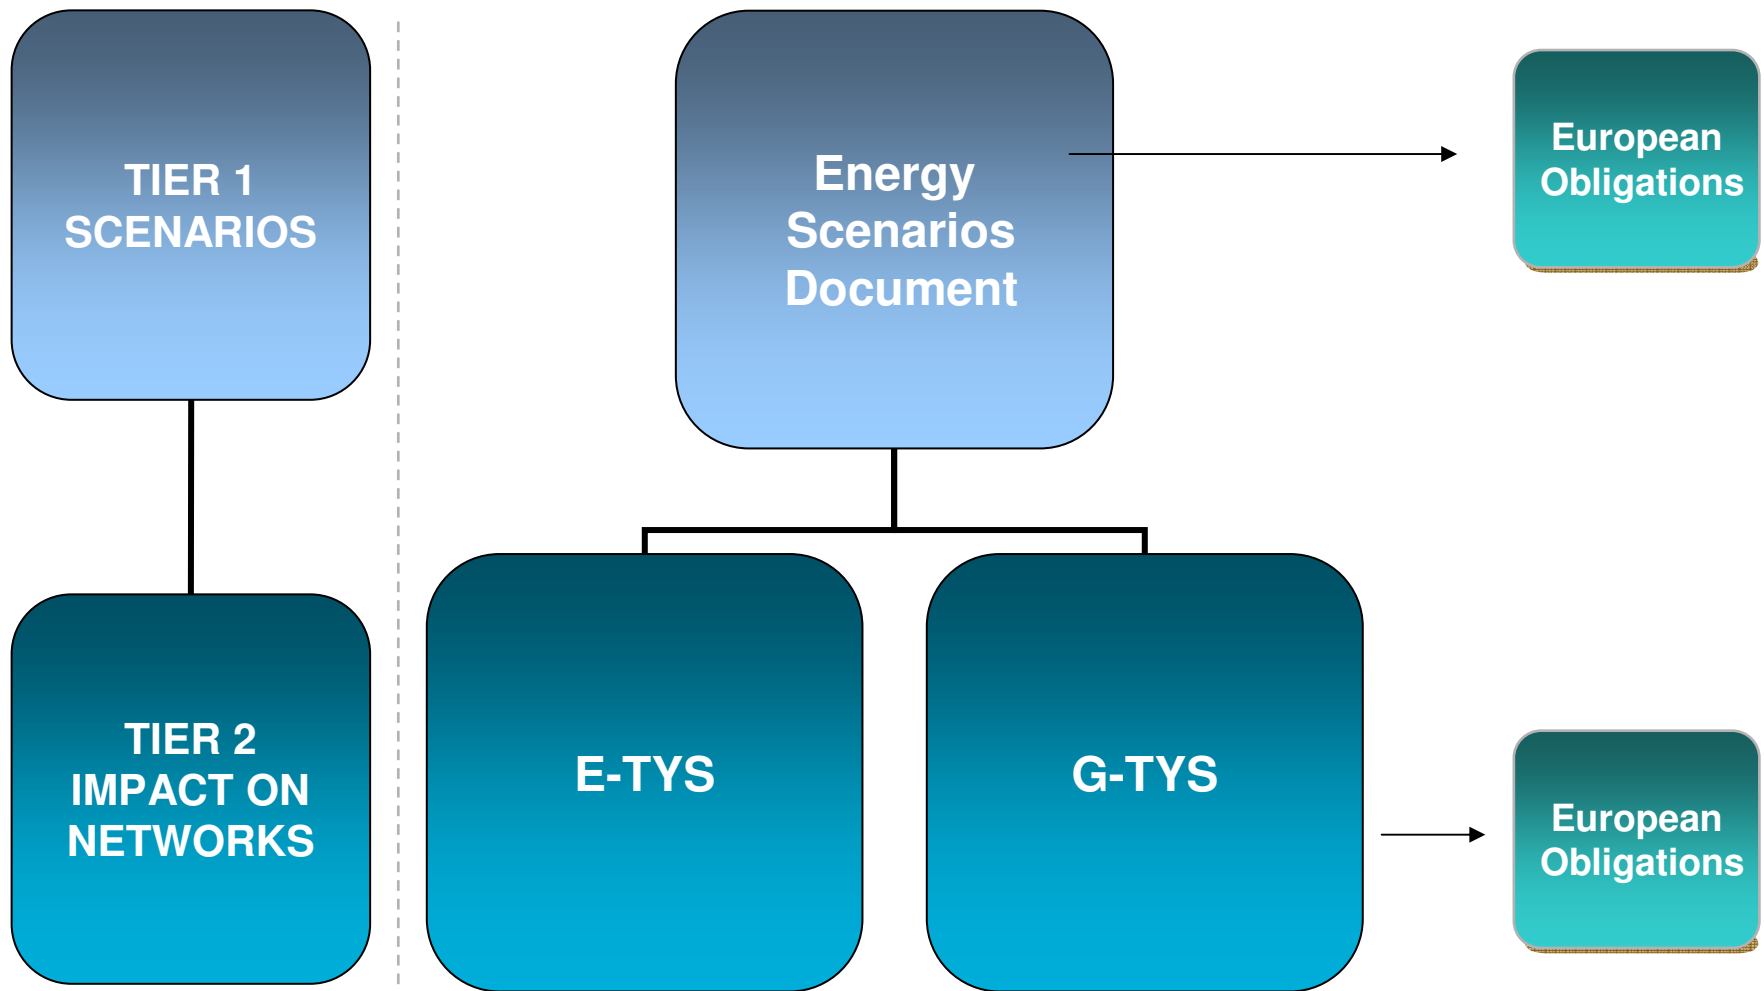 TIER 1
SCENARIOS
Energy
Scenarios
Document
European
Obligations
TIER 2
IMPACT ON
NETWORKS
E-TYS
G-TYS
European
Obligations